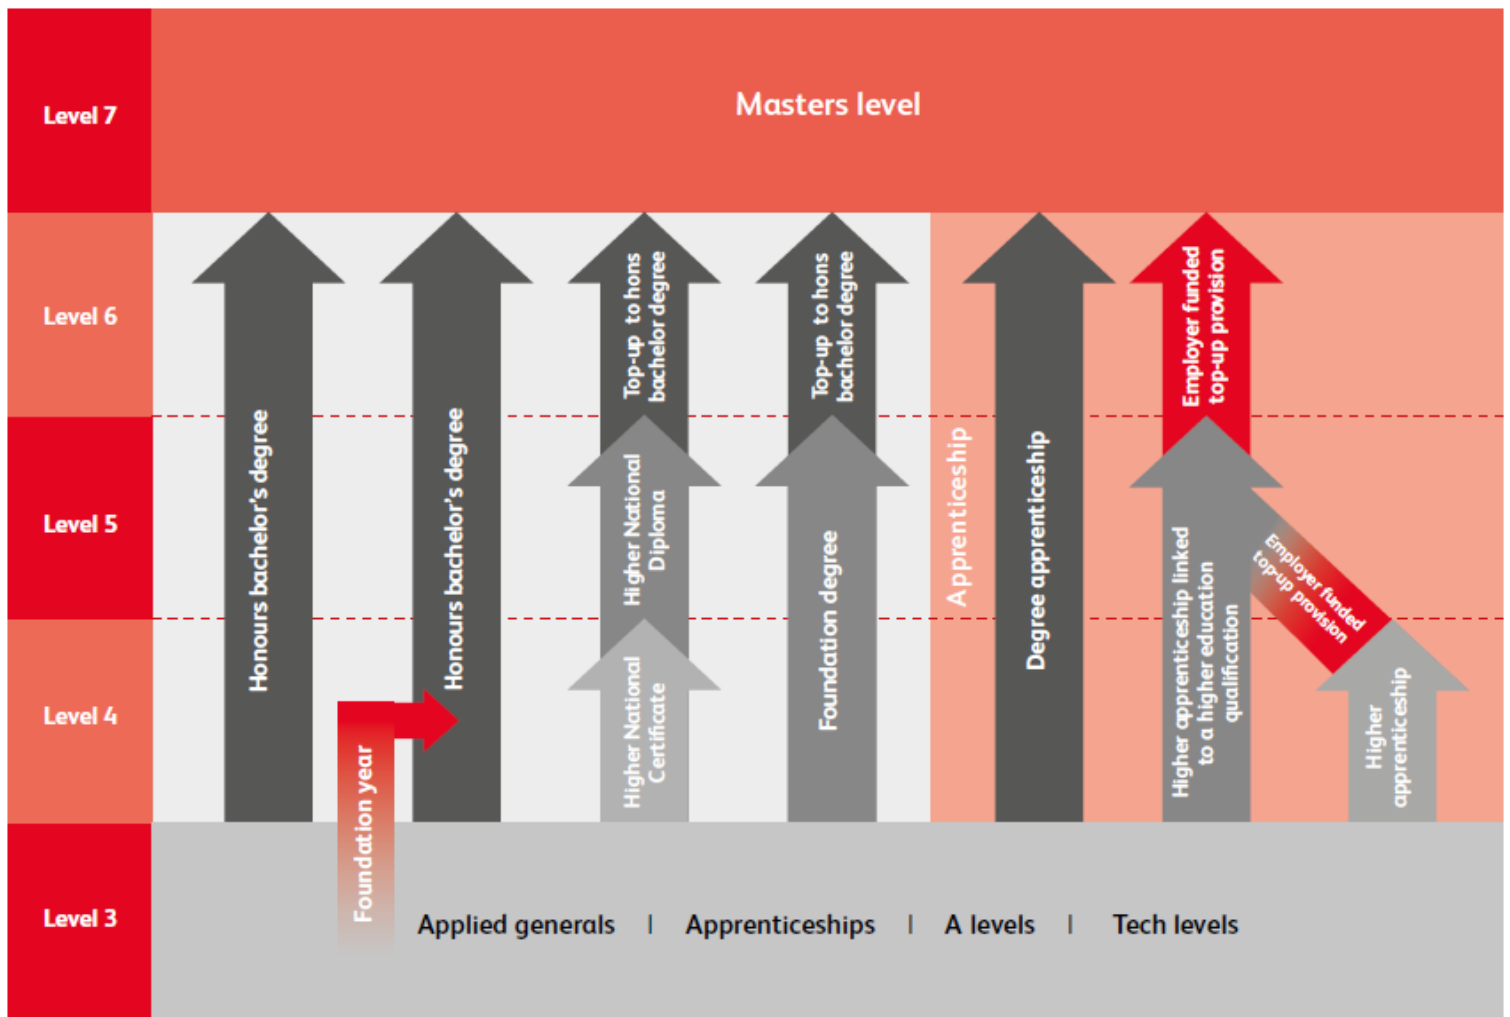 Level 7
Masters level
Level 6
Level 5
Level 4
Level 3
Honours bachelor's degree
Foundation year
Honours bachelor's degree
Top-up to hons
bachelor degree
Higher National
Diploma
Higher National
Certificate
Top-up to hons
bachelor degree
Foundation degree
Apprenticeship
Degree apprenticeship
Employer funded
top-up provision
Higher apprenticeship linked
to a higher education
qualification
Employer funded
top-up provision
Higher
apprenticeship
Applied generals | Apprenticeships | A levels | Tech levels